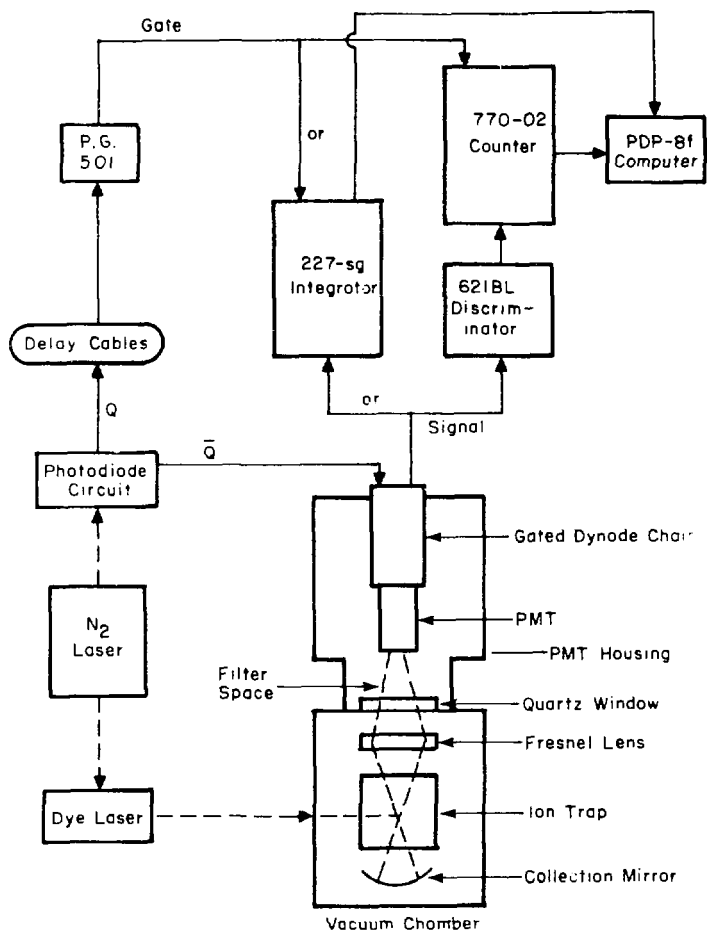 Gate
P.G.
501
or
770-02
Counter
PDP-8f
Computer
227-sg
Integrator
621BL
Discrim-
inator
Delay Cables
or
Signal
Q
Q̅
Photodiode
Circuit
Gated Dynode Chain
N2
Laser
PMT
PMT Housing
Filter
Space
Quartz Window
Fresnel Lens
Dye Laser
Ion Trap
Collection Mirror
Vacuum Chamber